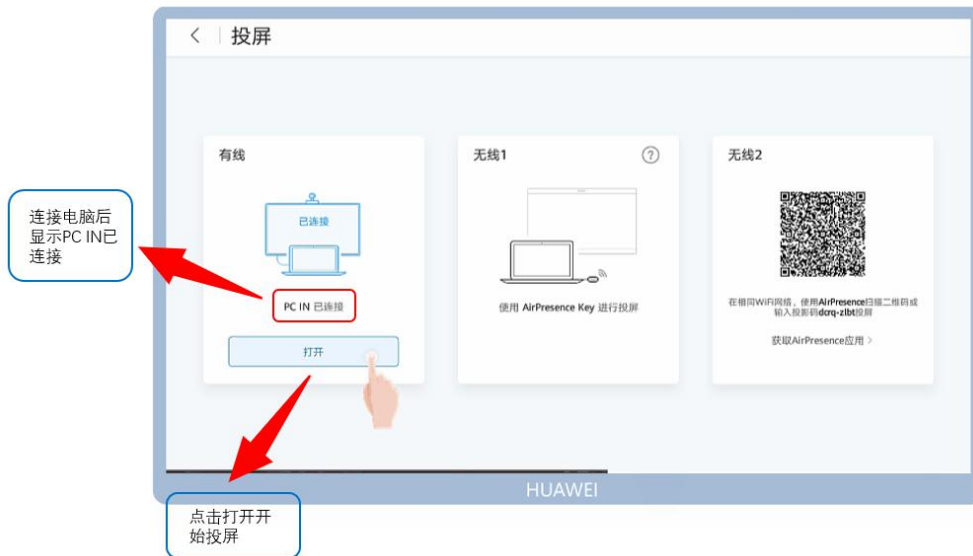 投屏
有线
无线1
无线2
已连接
连接电脑后
显示PC IN已
连接
PC IN 已连接
打开
使用 AirPresence Key 进行投屏
在相同WiFi网络，使用AirPresence扫描二维码或
输入投影码dcrq-zlbt投屏
获取AirPresence应用 >
HUAWEI
点击打开开
始投屏